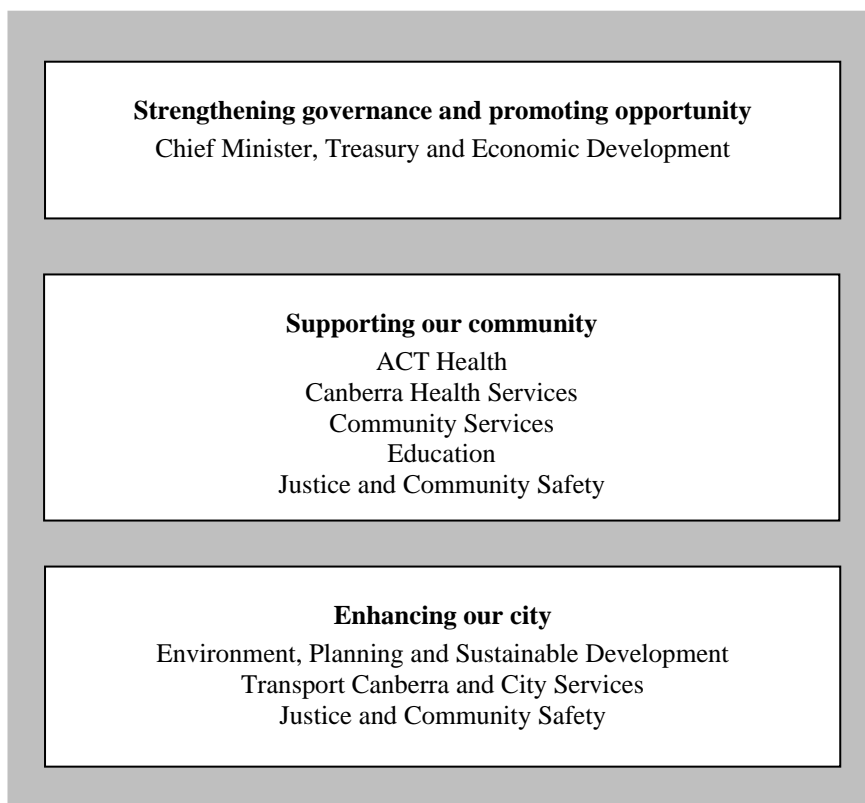 Strengthening governance and promoting opportunity
Chief Minister, Treasury and Economic Development
Supporting our community
ACT Health
Canberra Health Services
Community Services
Education
Justice and Community Safety
Enhancing our city
Environment, Planning and Sustainable Development
Transport Canberra and City Services
Justice and Community Safety